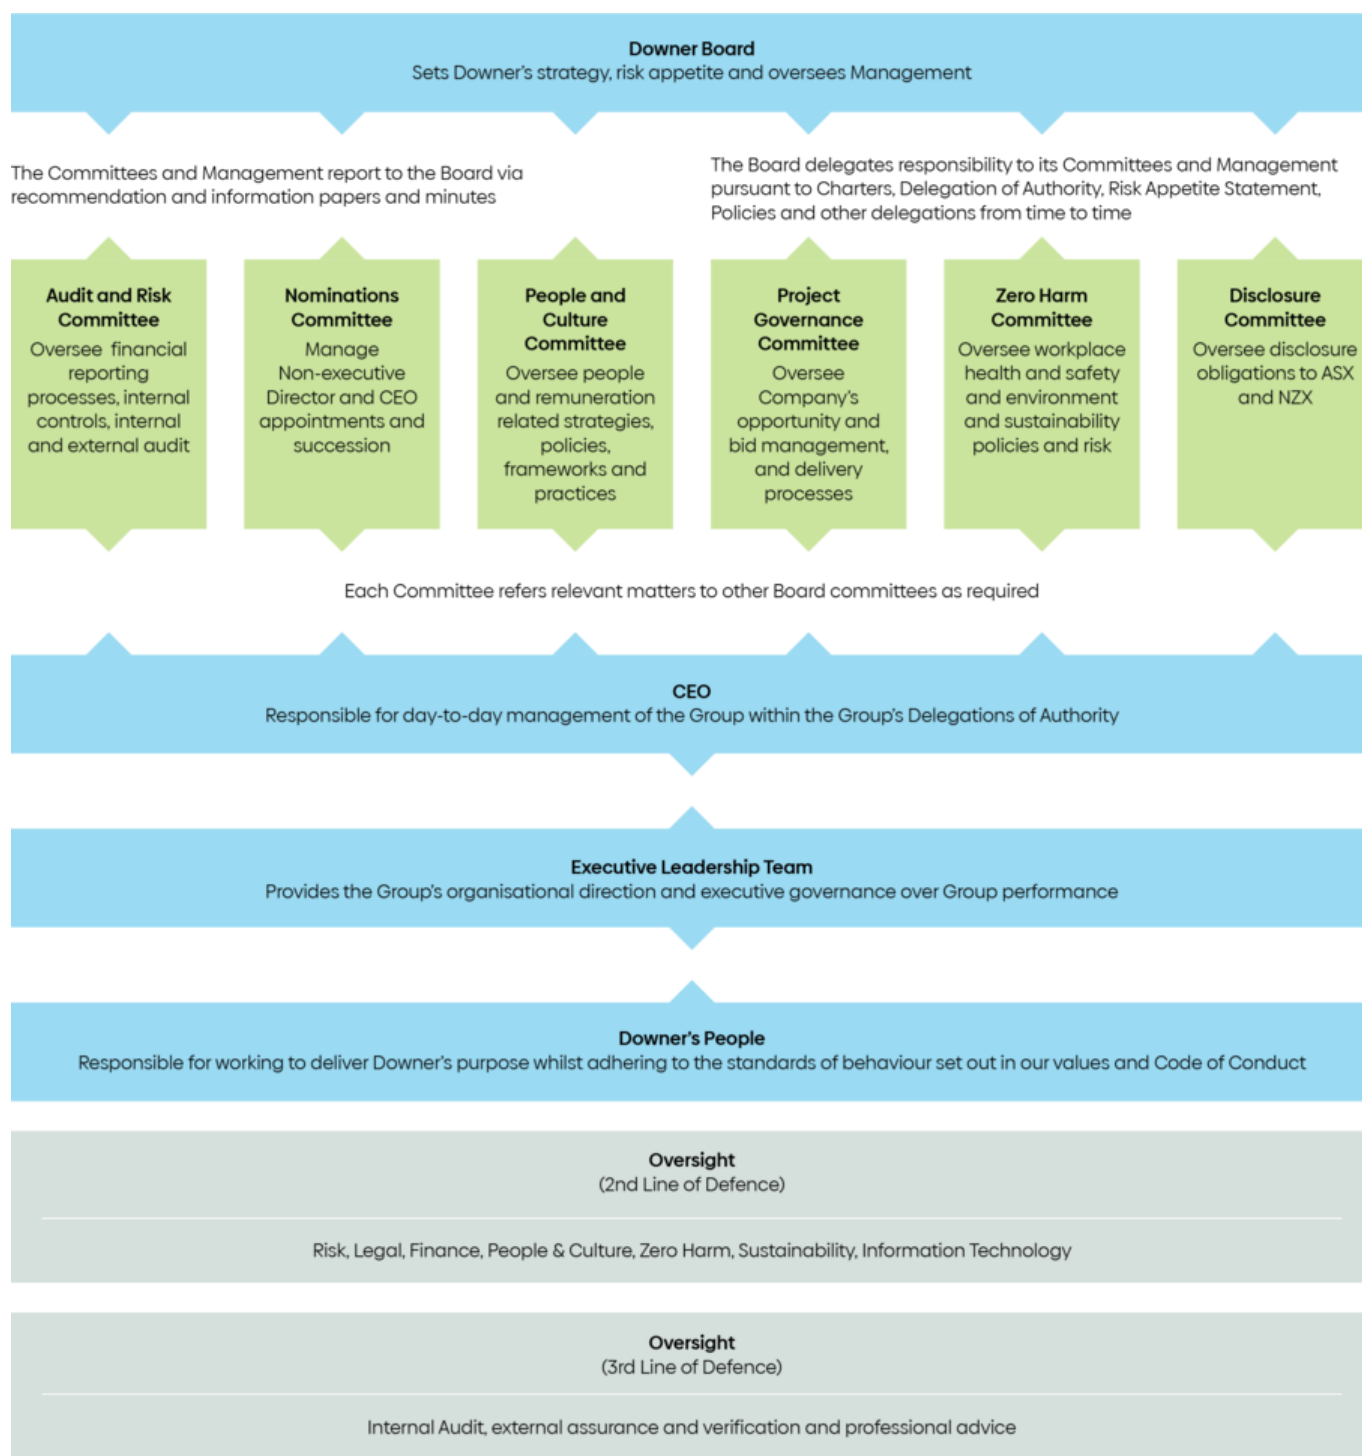 Downer Board
Sets Downer's strategy, risk appetite and oversees Management
The Committees and Management report to the Board via
recommendation and information papers and minutes
The Board delegates responsibility to its Committees and Management
pursuant to Charters, Delegation of Authority, Risk Appetite Statement,
Policies and other delegations from time to time
Audit and Risk
Committee
Oversee financial
reporting
processes, internal
controls, internal
and external audit
Nominations
Committee
Manage
Non-executive
Director and CEO
appointments and
succession
People and
Culture
Committee
Oversee people
and remuneration
related strategies,
policies,
frameworks and
practices
Project
Governance
Committee
Oversee
Company's
opportunity and
bid management,
and delivery
processes
Zero Harm
Committee
Oversee workplace
health and safety
and environment
and sustainability
policies and risk
Disclosure
Committee
Oversee disclosure
obligations to ASX
and NZX
Each Committee refers relevant matters to other Board committees as required
CEO
Responsible for day-to-day management of the Group within the Group's Delegations of Authority
Executive Leadership Team
Provides the Group's organisational direction and executive governance over Group performance
Downer's People
Responsible for working to deliver Downer's purpose whilst adhering to the standards of behaviour set out in our values and Code of Conduct
Oversight
(2nd Line of Defence)
Risk, Legal, Finance, People & Culture, Zero Harm, Sustainability, Information Technology
Oversight
(3rd Line of Defence)
Internal Audit, external assurance and verification and professional advice